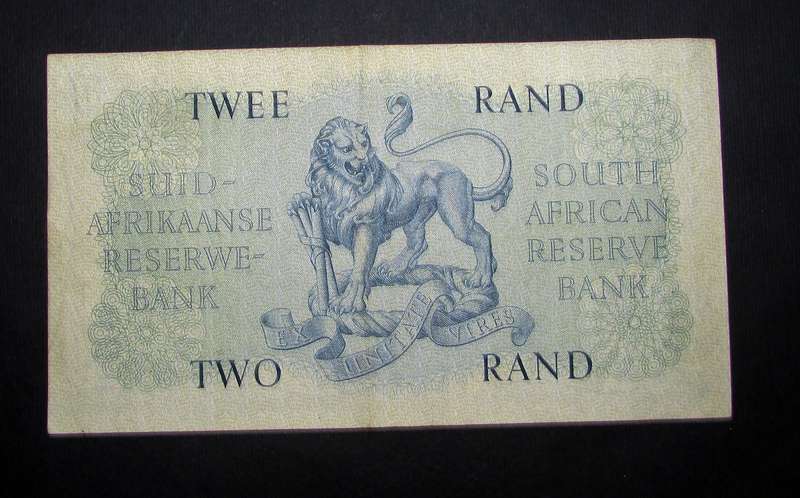 TWEE RAND
SUID-
AFRIKAANSE
RESERWE-
BANK
SOUTH
AFRICAN
RESERVE
BANK
EX UNITATE VIRES
TWO RAND